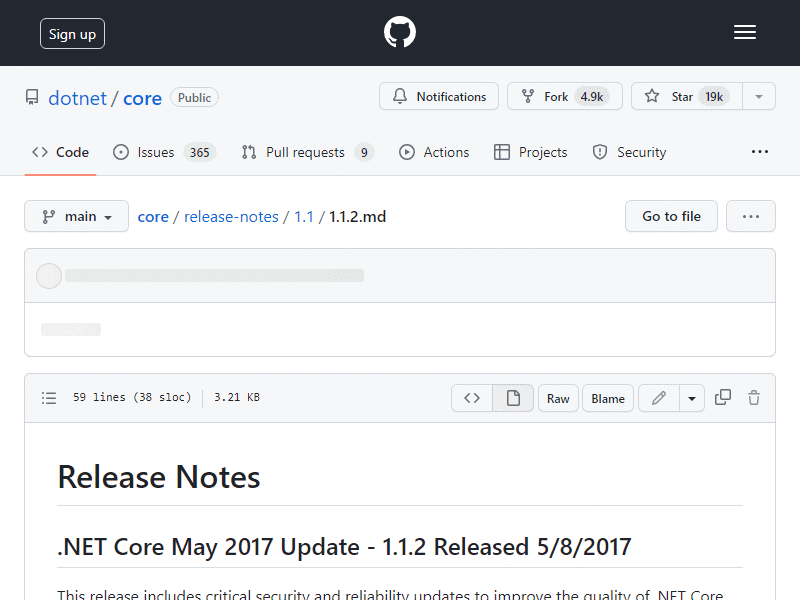 Sign up
dotnet / core Public
Notifications Fork 4.9k Star 19k
Code Issues 365 Pull requests 9 Actions Projects Security
main core / release-notes / 1.1 / 1.1.2.md Go to file
59 lines (38 sloc) 3.21 KB Raw Blame
Release Notes
.NET Core May 2017 Update - 1.1.2 Released 5/8/2017
This release includes critical security and reliability updates to improve the quality of .NET Core